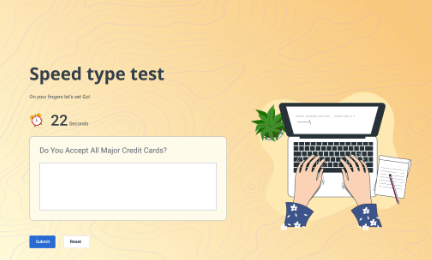 Speed type test
On your fingers let's set Go!
22 Seconds
Do You Accept All Major Credit Cards?
Submit
Reset